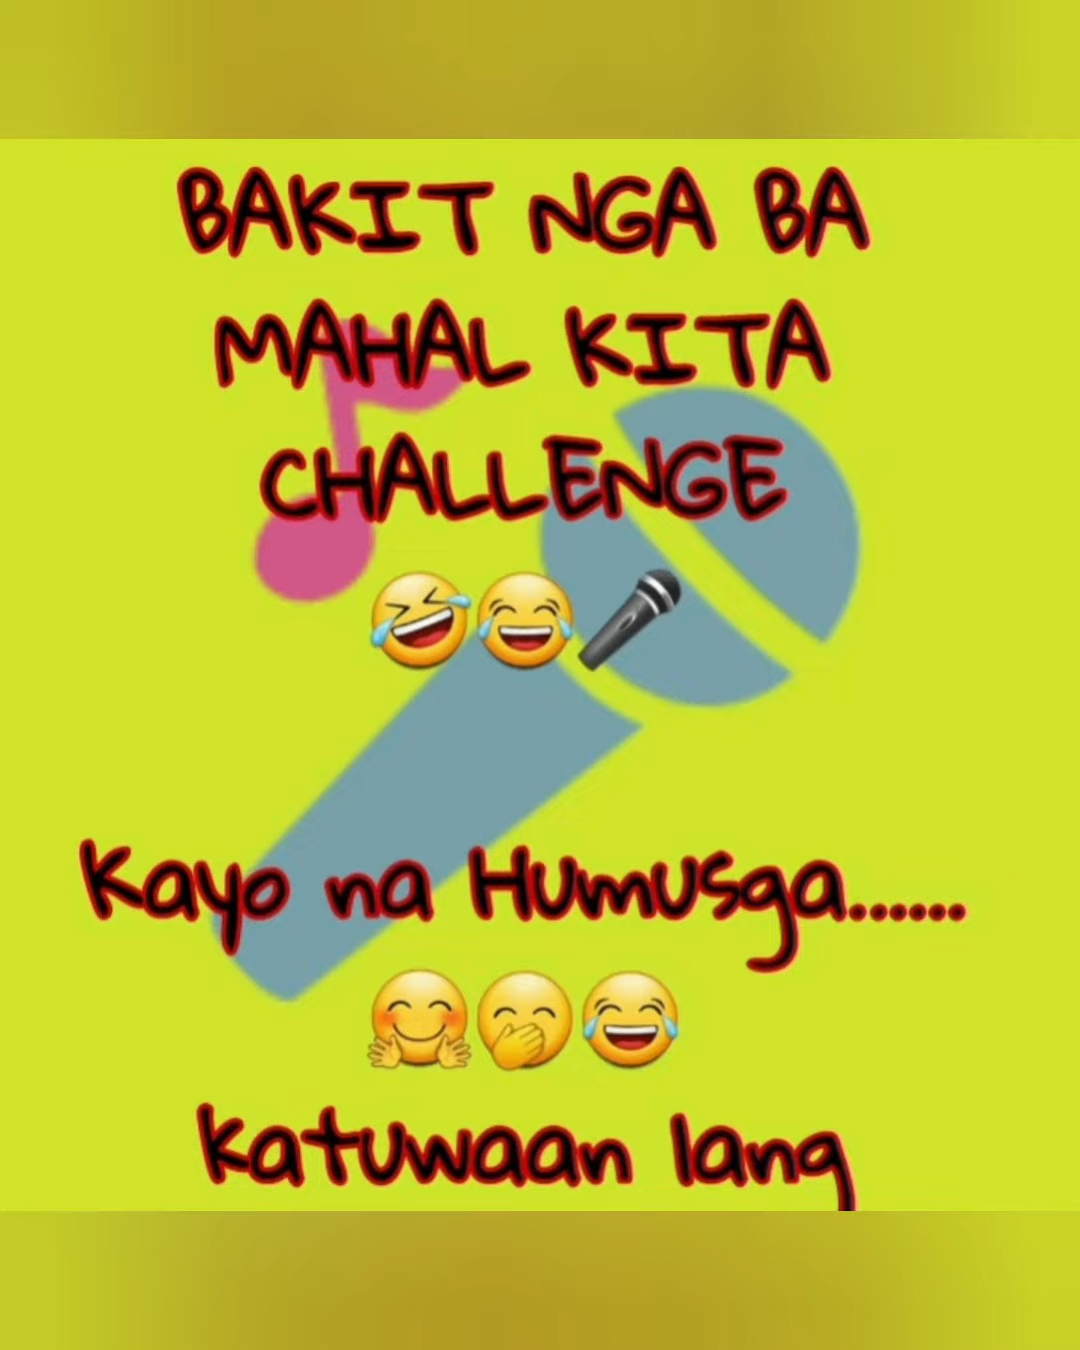 BAKIT NGA BA
MAHAL KITA
CHALLENGE
🤣😂🎤
Kayo na Humusga......
🤗🤭😂
katuwaan lang